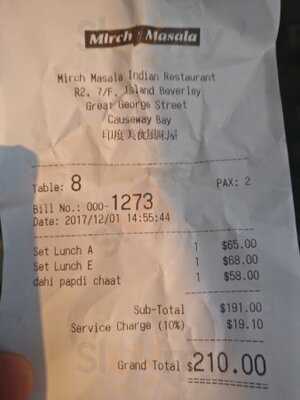 Mirch Masala
Mirch Masala Indian Restaurant
R2, 7/F, Island Beverley
Great George Street
Causeway Bay
印度美食
Table: 8 PAX: 2
Bill No.: 000-1273
Date: 2017/12/01 14:55:44
Set Lunch A 1 $65.00
Set Lunch E 1 $68.00
dahi papdi chaat 1 $58.00
Sub-Total $191.00
Service Charge (10%) $19.10
Grand Total $210.00